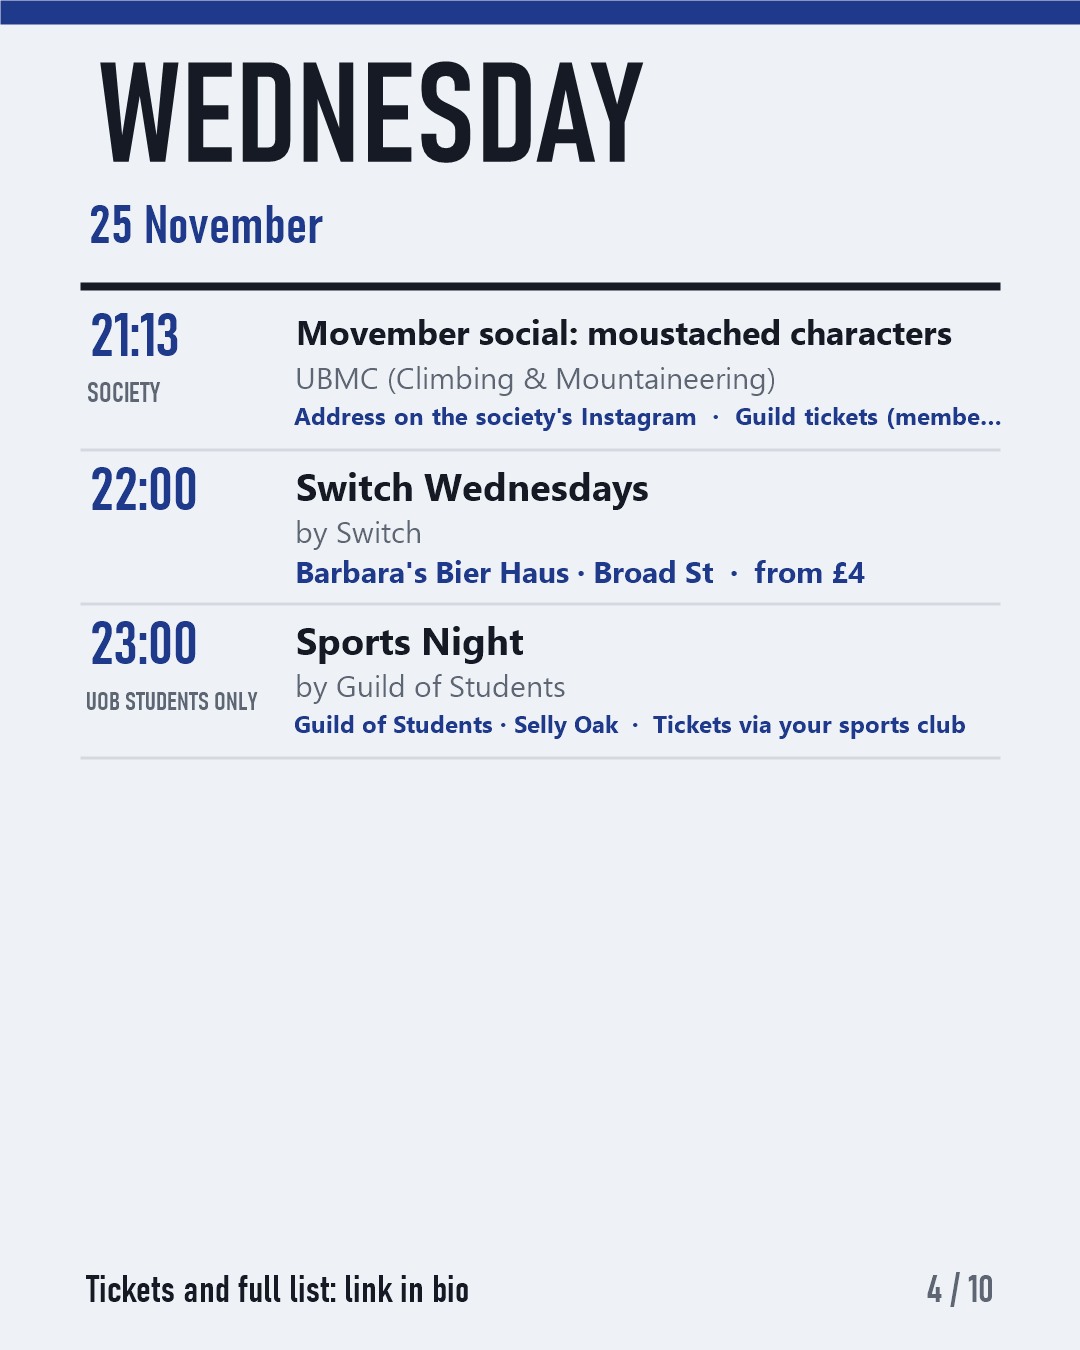 WEDNESDAY
25 November
21:13
Movember social: moustached characters
SOCIETY
UBMC (Climbing & Mountaineering)
Address on the society's Instagram · Guild tickets (membe...
22:00
Switch Wednesdays
by Switch
Barbara's Bier Haus · Broad St · from £4
23:00
Sports Night
UOB STUDENTS ONLY
by Guild of Students
Guild of Students · Selly Oak · Tickets via your sports club
Tickets and full list: link in bio
4 / 10